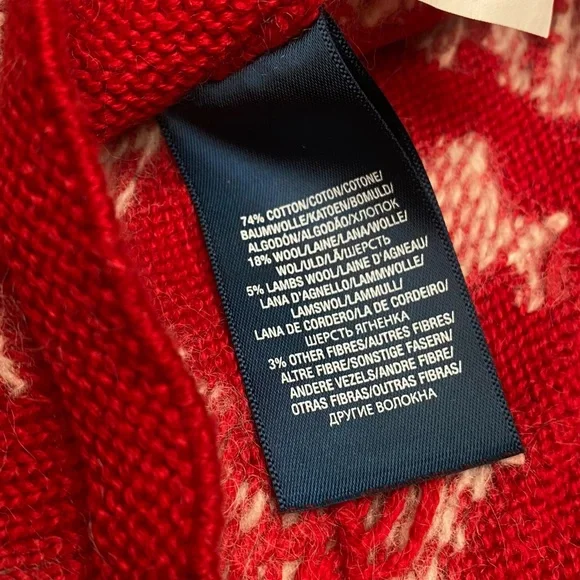 74% COTTON/COTON/COTONE/
BAUMWOLLE/KATOEN/BOMULD/
ALGODÓN/ALGODÃO/ХЛОПОК
18% WOOL/LAINE/LANA/WOLLE/
WOL/ULD/LÃ/ШЕРСТЬ
5% LAMBS WOOL/LAINE D'AGNEAU/
LANA D'AGNELLO/LAMMWOLLE/
LAMSWOL/LAMMULL/
LANA DE CORDERO/LA DE CORDEIRO/
ШЕРСТЬ ЯГНЕНКА
3% OTHER FIBRES/AUTRES FIBRES/
ALTRE FIBRE/SONSTIGE FASERN/
ANDERE VEZELS/ANDRE FIBRE/
OTRAS FIBRAS/OUTRAS FIBRAS/
ДРУГИЕ ВОЛОКНА